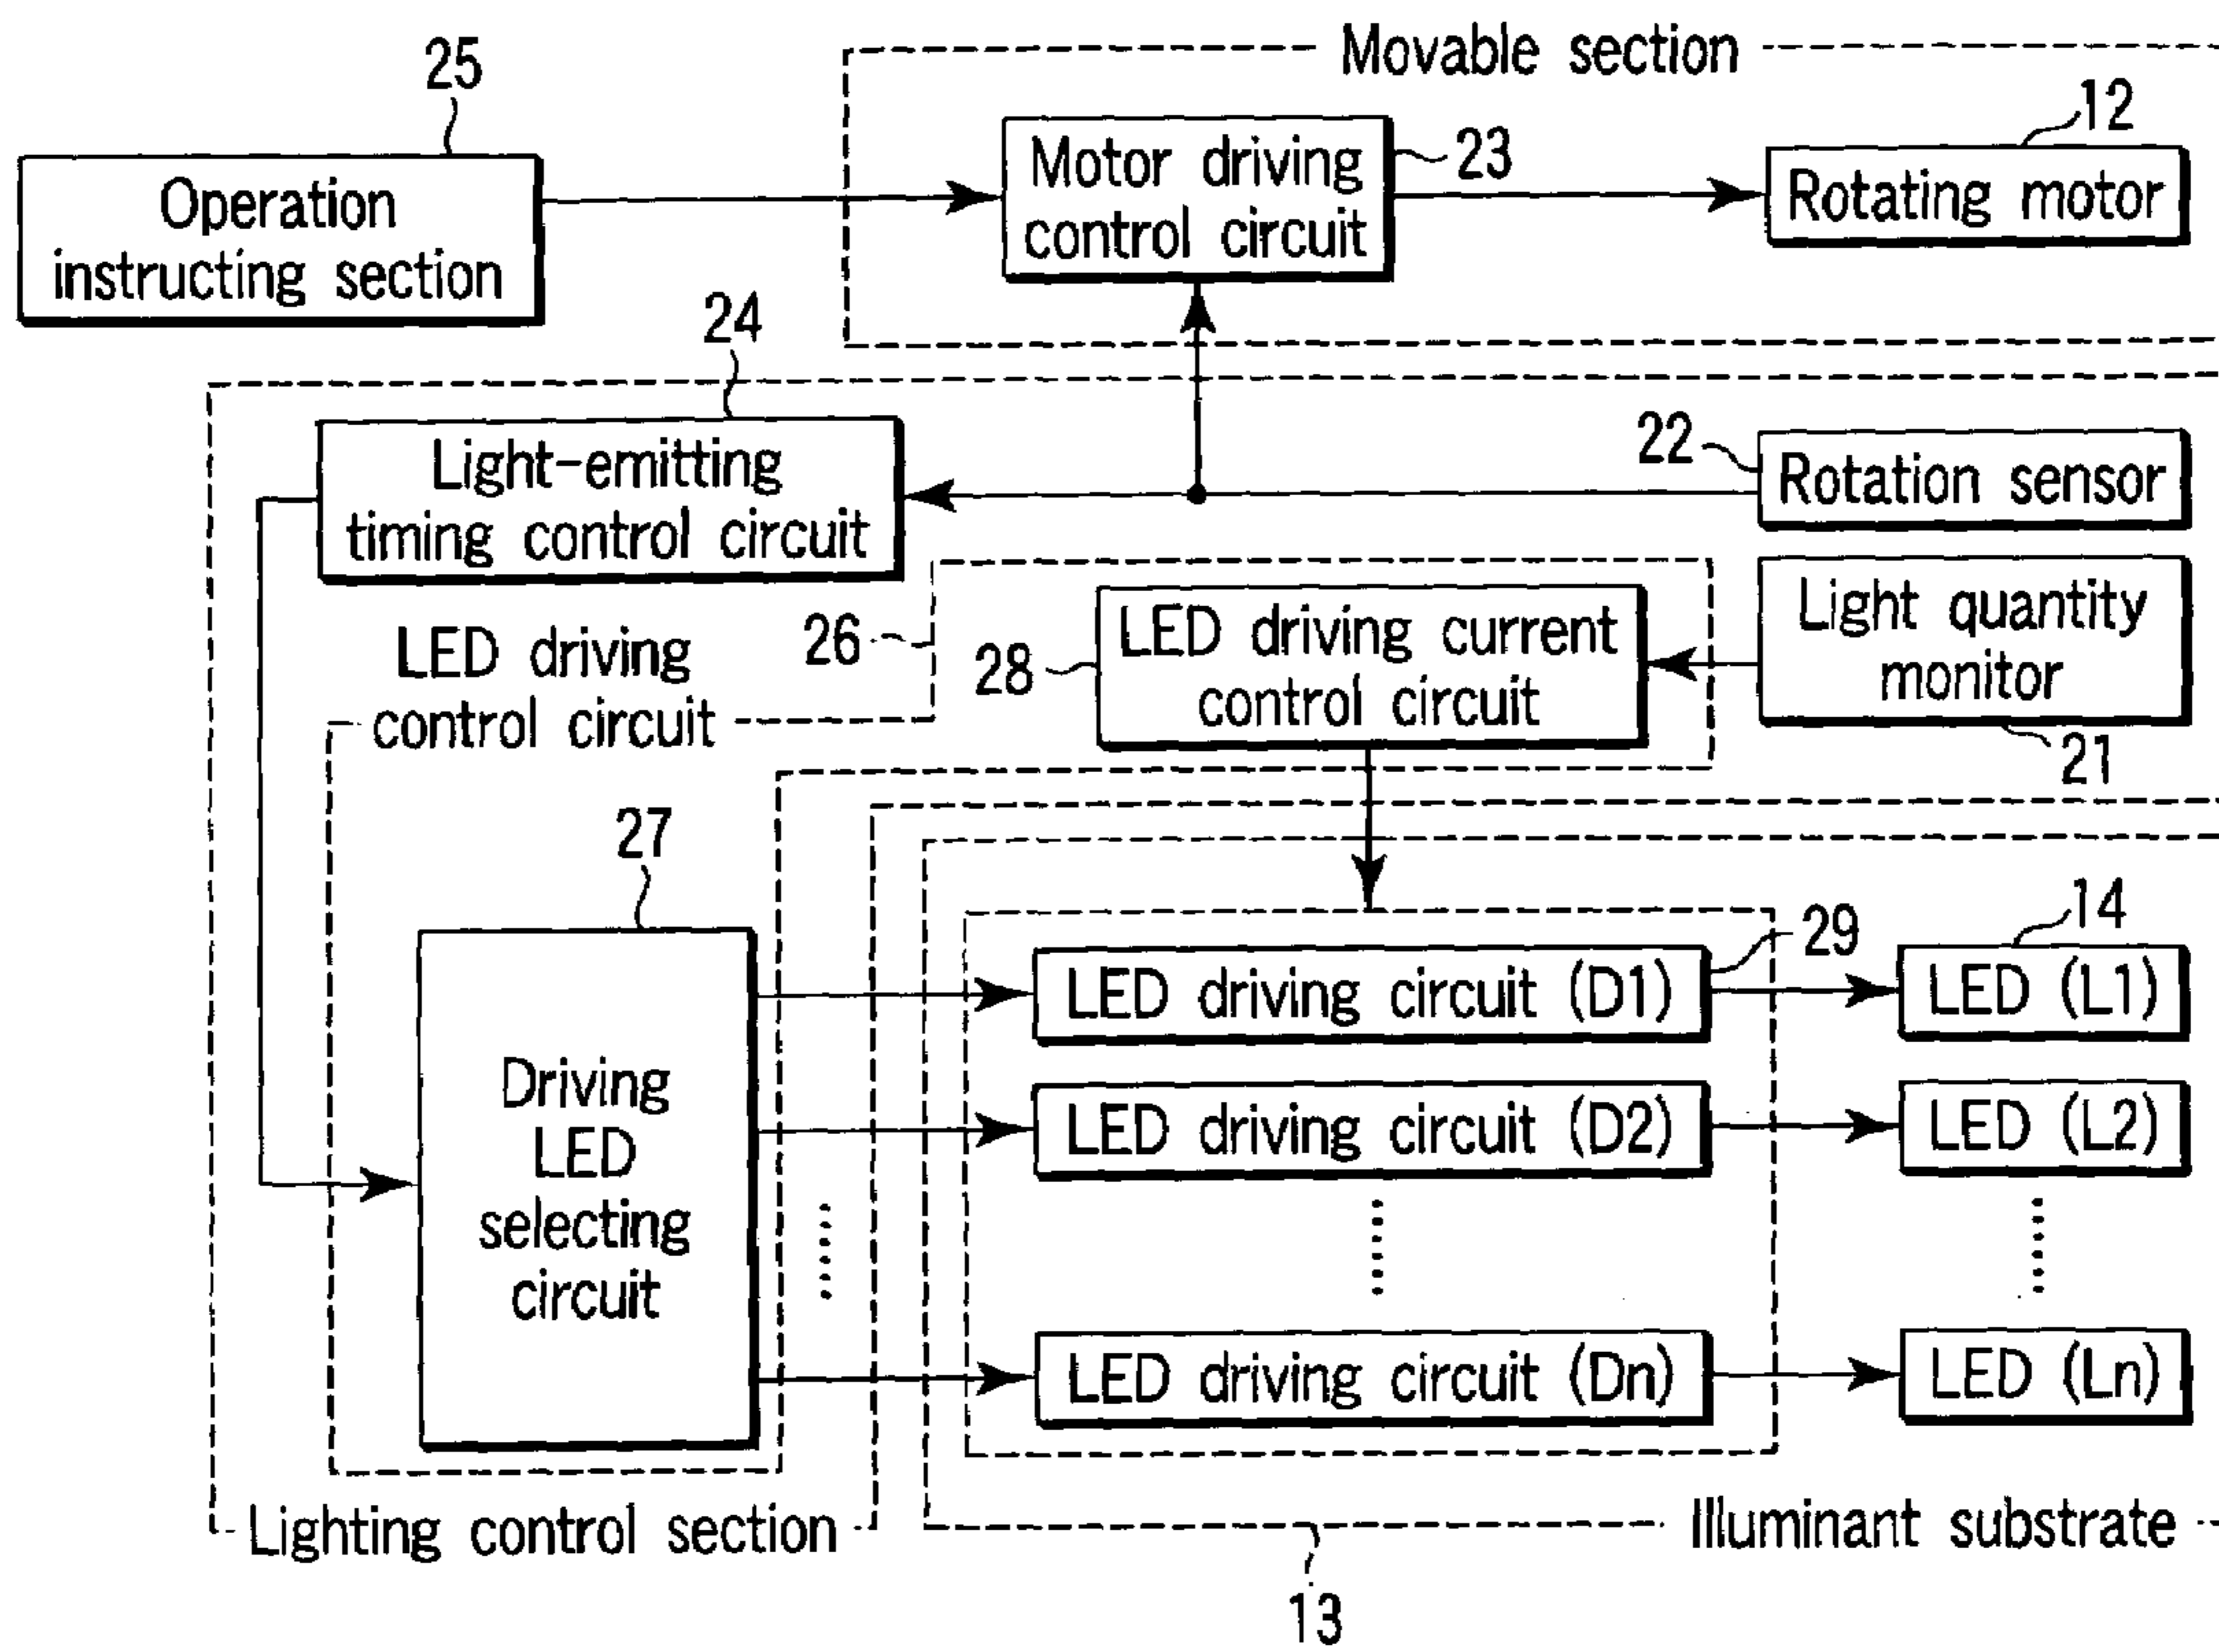 25
Movable section
12
Operation
instructing section
Motor driving
control circuit
23
Rotating motor
24
Light-emitting
timing control circuit
22
Rotation sensor
LED driving
control circuit
26
28
LED driving current
control circuit
Light quantity
monitor
21
27
Driving
LED
selecting
circuit
29
14
LED driving circuit (D1)
LED (L1)
LED driving circuit (D2)
LED (L2)
LED driving circuit (Dn)
LED (Ln)
Lighting control section
Illuminant substrate
13